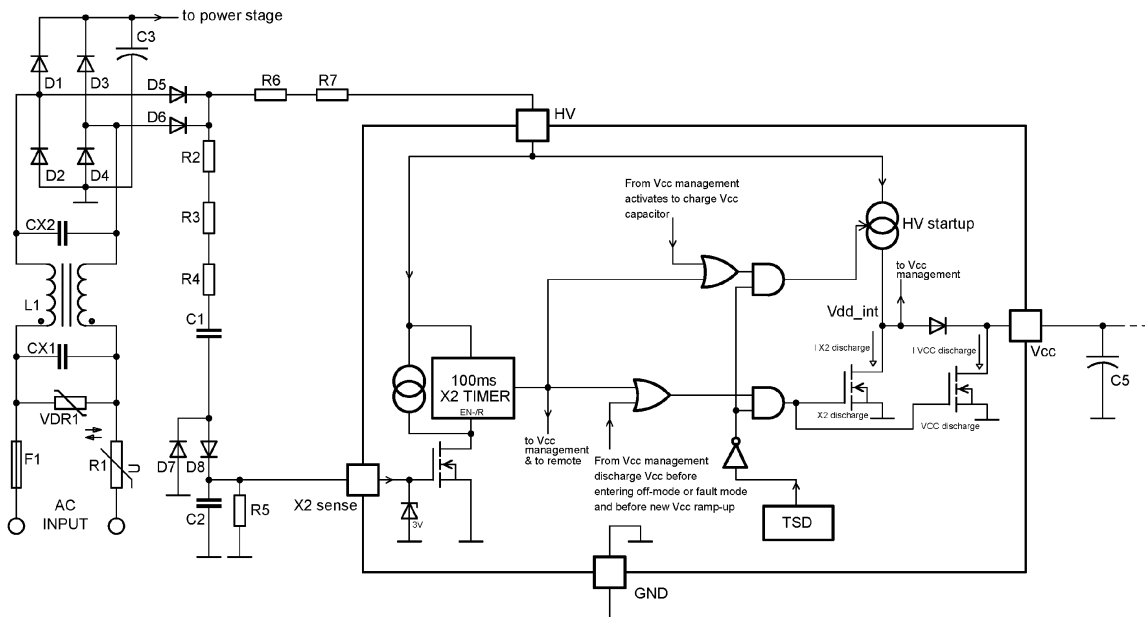 to power stage
C3
D1
D3
D5
R6
R7
HV
D6
R2
D2
D4
From Vcc management
activates to charge Vcc
capacitor
R3
CX2
HV startup
R4
to Vcc
management
L1
C1
Vdd_int
Vcc
CX1
I X2 discharge
I VCC discharge
100ms
X2 TIMER
EN-/R
C5
VDR1
X2 discharge
VCC discharge
to Vcc management
& to remote
F1
R1
U
D7
D8
From Vcc management
discharge Vcc before
entering off-mode or fault mode
and before new Vcc ramp-up
X2 sense
AC
INPUT
C2
R5
3V
TSD
GND